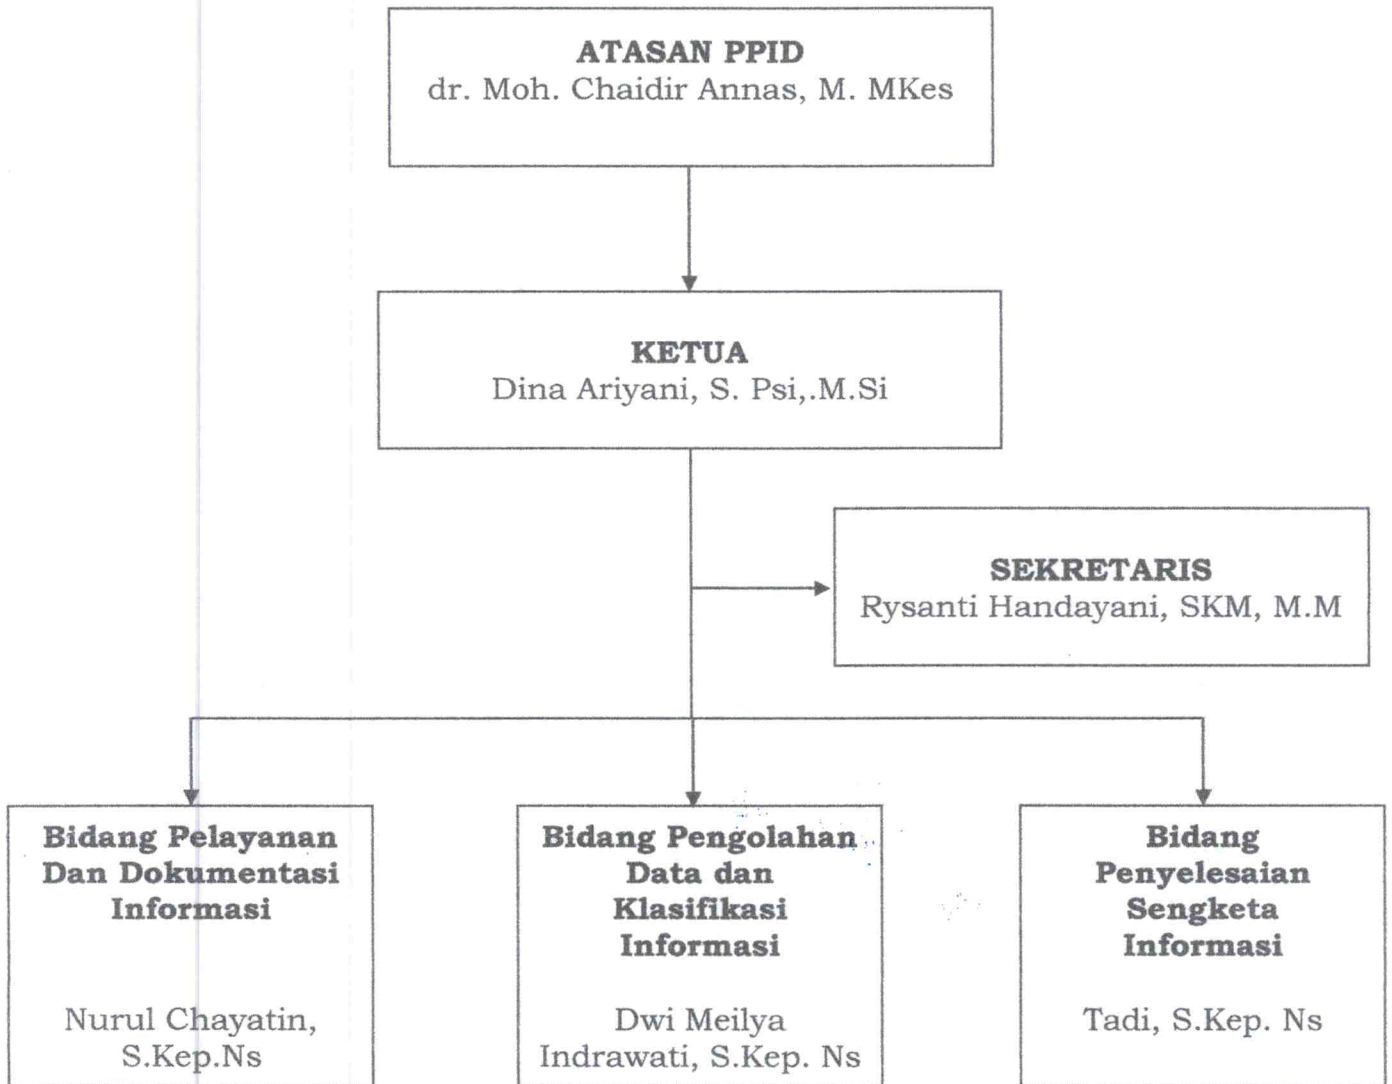 ATASAN PPID
dr. Moh. Chaidir Annas, M. MKes
KETUA
Dina Ariyani, S. Psi,.M.Si
SEKRETARIS
Rysanti Handayani, SKM, M.M
Bidang Pelayanan
Dan Dokumentasi
Informasi
Nurul Chayatin,
S.Kep.Ns
Bidang Pengolahan
Data dan
Klasifikasi
Informasi
Dwi Meilya
Indrawati, S.Kep. Ns
Bidang
Penyelesaian
Sengketa
Informasi
Tadi, S.Kep. Ns